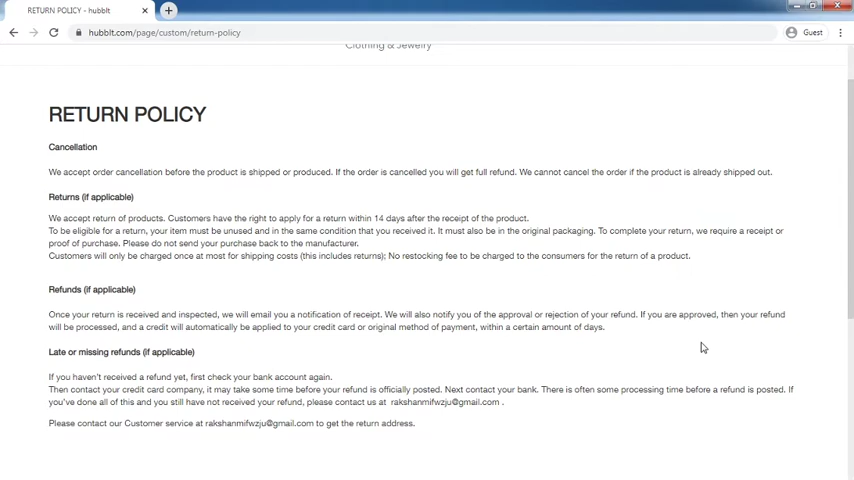 RETURN POLICY - hubblt
hubblt.com/page/custom/return-policy
Guest
Clothing & Jewelry
RETURN POLICY
Cancellation
We accept order cancellation before the product is shipped or produced. If the order is cancelled you will get full refund. We cannot cancel the order if the product is already shipped out.
Returns (if applicable)
We accept return of products. Customers have the right to apply for a return within 14 days after the receipt of the product.
To be eligible for a return, your item must be unused and in the same condition that you received it. It must also be in the original packaging. To complete your return, we require a receipt or
proof of purchase. Please do not send your purchase back to the manufacturer.
Customers will only be charged once at most for shipping costs (this includes returns); No restocking fee to be charged to the consumers for the return of a product.
Refunds (if applicable)
Once your return is received and inspected, we will email you a notification of receipt. We will also notify you of the approval or rejection of your refund. If you are approved, then your refund
will be processed, and a credit will automatically be applied to your credit card or original method of payment, within a certain amount of days.
Late or missing refunds (if applicable)
If you haven't received a refund yet, first check your bank account again.
Then contact your credit card company, it may take some time before your refund is officially posted. Next contact your bank. There is often some processing time before a refund is posted. If
you've done all of this and you still have not received your refund, please contact us at rakshanmifwzju@gmail.com .
Please contact our Customer service at rakshanmifwzju@gmail.com to get the return address.